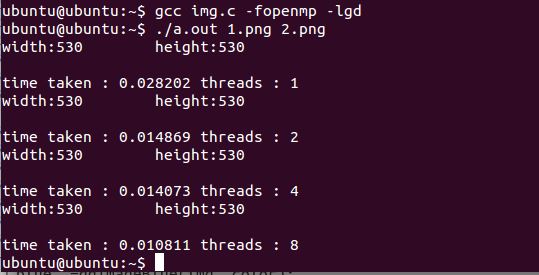 ubuntu@ubuntu:~$ gcc img.c -fopenmp -lgd
ubuntu@ubuntu:~$ ./a.out 1.png 2.png
width:530 height:530
time taken : 0.028202 threads : 1
width:530 height:530
time taken : 0.014869 threads : 2
width:530 height:530
time taken : 0.014073 threads : 4
width:530 height:530
time taken : 0.010811 threads : 8
ubuntu@ubuntu:~$